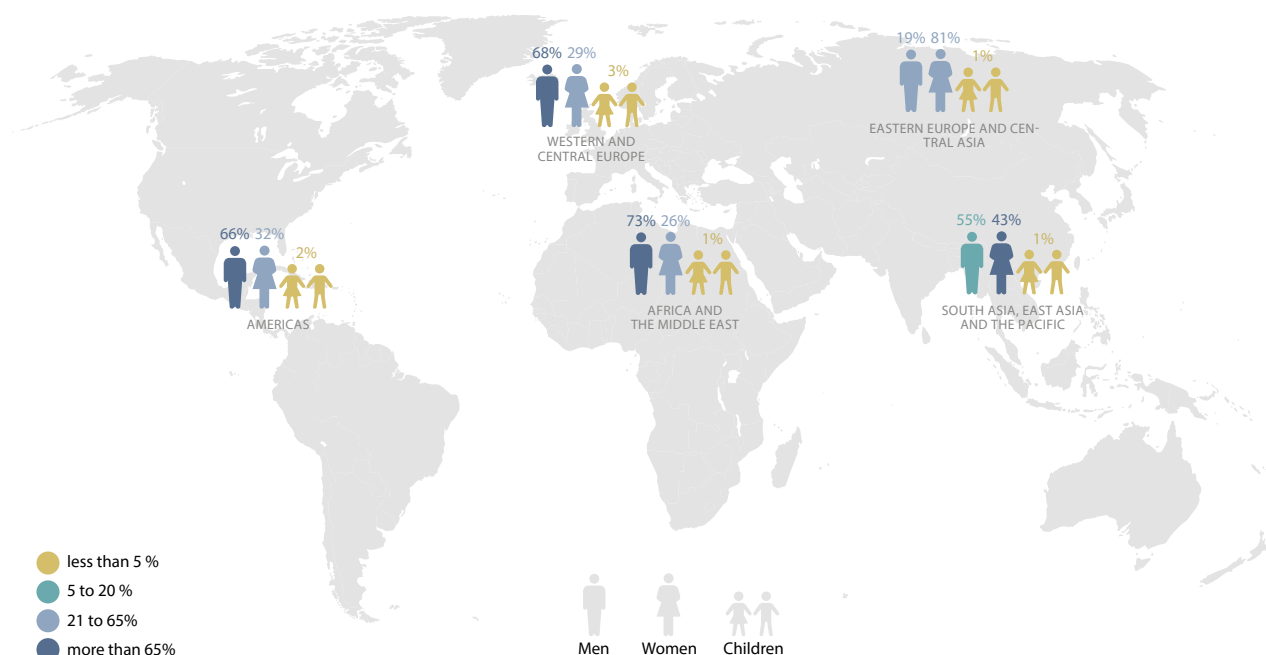 19% 81%
1%
EASTERN EUROPE AND CEN-
TRAL ASIA
68% 29%
3%
WESTERN AND
CENTRAL EUROPE
66% 32%
2%
AMERICAS
73% 26%
1%
AFRICA AND
THE MIDDLE EAST
55% 43%
1%
SOUTH ASIA, EAST ASIA
AND THE PACIFIC
less than 5 %
5 to 20 %
21 to 65%
more than 65%
Men Women Children